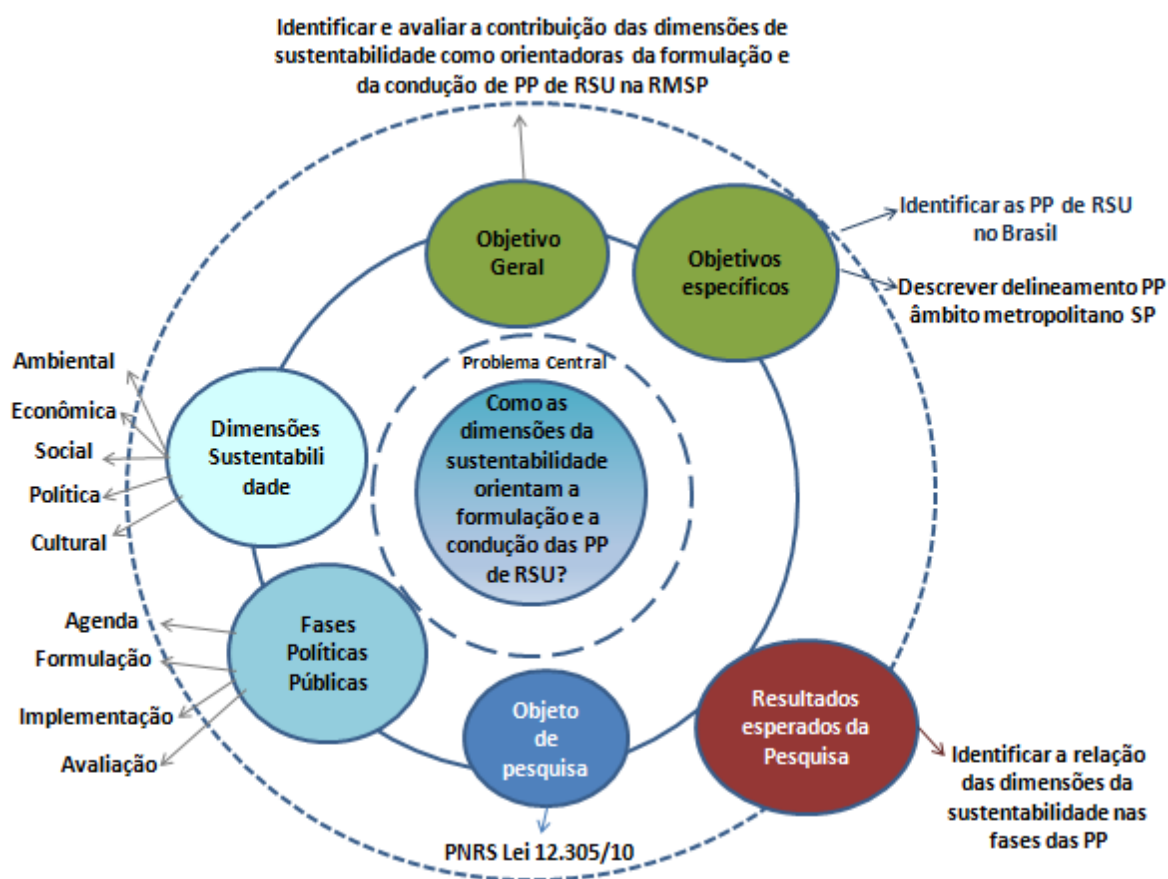 Identificar e avaliar a contribuição das dimensões de
sustentabilidade como orientadoras da formulação e
da condução de PP de RSU na RMSP
Objetivo
Geral
Objetivos
específicos
Identificar as PP de RSU
no Brasil
Descrever delineamento PP
âmbito metropolitano SP
Problema Central
Como as
dimensões da
sustentabilidade
orientam a
formulação e a
condução das PP
de RSU?
Dimensões
Sustentabili
dade
Ambiental
Econômica
Social
Política
Cultural
Fases
Políticas
Públicas
Agenda
Formulação
Implementação
Avaliação
Objeto
de
pesquisa
PNRS Lei 12.305/10
Resultados
esperados da
Pesquisa
Identificar a relação
das dimensões da
sustentabilidade nas
fases das PP